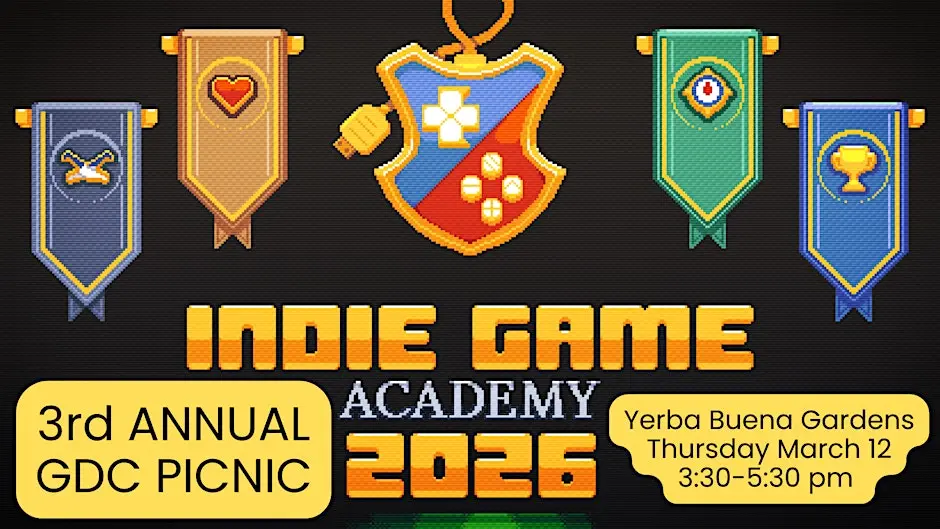 INDIE GAME
ACADEMY
2026
3rd ANNUAL
GDC PICNIC
Yerba Buena Gardens
Thursday March 12
3:30-5:30 pm